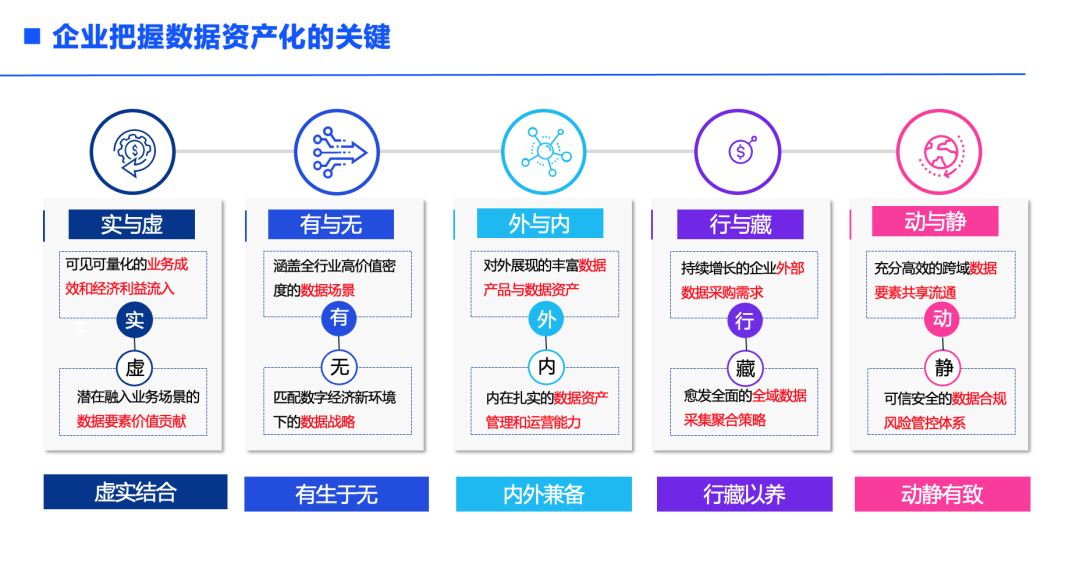 企业把握数据资产化的关键
实与虚
可见可量化的业务成
效和经济利益流入
实
虚
潜在融入业务场景的
数据要素价值贡献
虚实结合
有与无
涵盖全行业高价值密
度的数据场景
有
无
匹配数字经济新环境
下的数据战略
有生于无
外与内
对外展现的丰富数据
产品与数据资产
外
内
内在扎实的数据资产
管理和运营能力
内外兼备
行与藏
持续增长的企业外部
数据采购需求
行
藏
愈发全面的全域数据
采集聚合策略
行藏以养
动与静
充分高效的跨域数据
要素共享流通
动
静
可信安全的数据合规
风险管控体系
动静有致